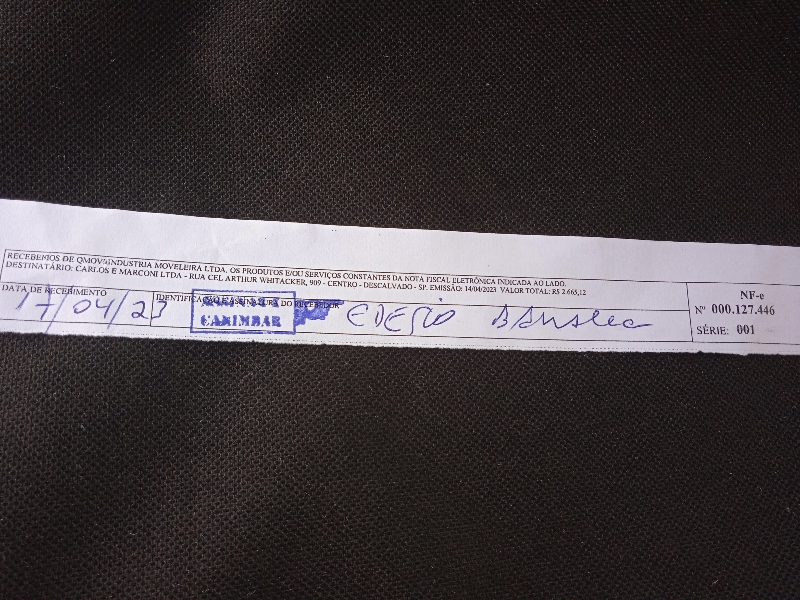 RECEBEMOS DE QMOVI INDUSTRIA MOVELEIRA LTDA. OS PRODUTOS E/OU SERVIÇOS CONSTANTES DA NOTA FISCAL ELETRÔNICA INDICADA AO LADO.
DESTINATÁRIO: CARLOS E MARCONI LTDA - RUA CEL ARTHUR WHITACKER, 909 - CENTRO - DESCALVADO - SP. EMISSÃO: 14/04/2023 VALOR TOTAL: R$ 2.665,12
DATA DE RECEBIMENTO
17/04/23
IDENTIFICAÇÃO E ASSINATURA DO RECEBEDOR
CARIMBAR
EDESIO
NF-e
Nº 000.127.446
SÉRIE: 001